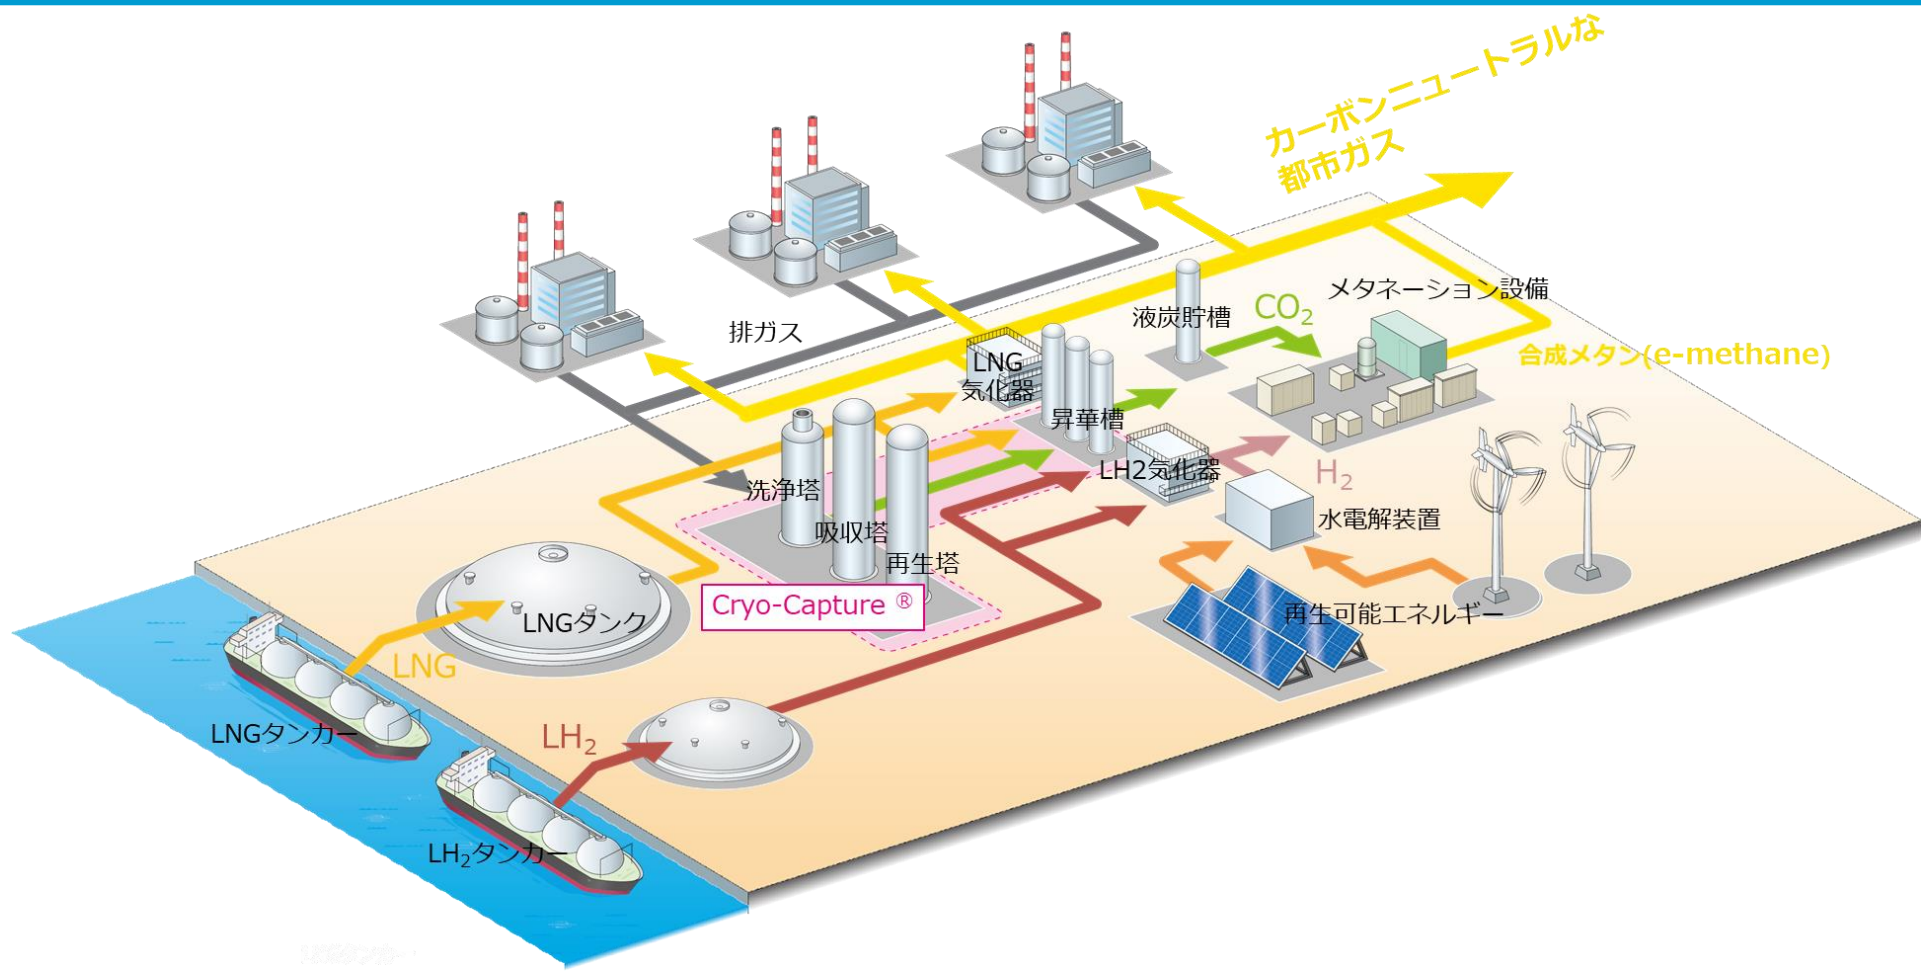 カーボンニュートラルな
都市ガス
メタネーション設備
液炭貯槽
CO₂
排ガス
合成メタン(e-methane)
LNG
気化器
昇華槽
LH2気化器
H₂
洗浄塔
吸収塔
再生塔
水電解装置
Cryo-Capture ®
LNGタンク
再生可能エネルギー
LNG
LNGタンカー
LH₂
LH₂タンカー